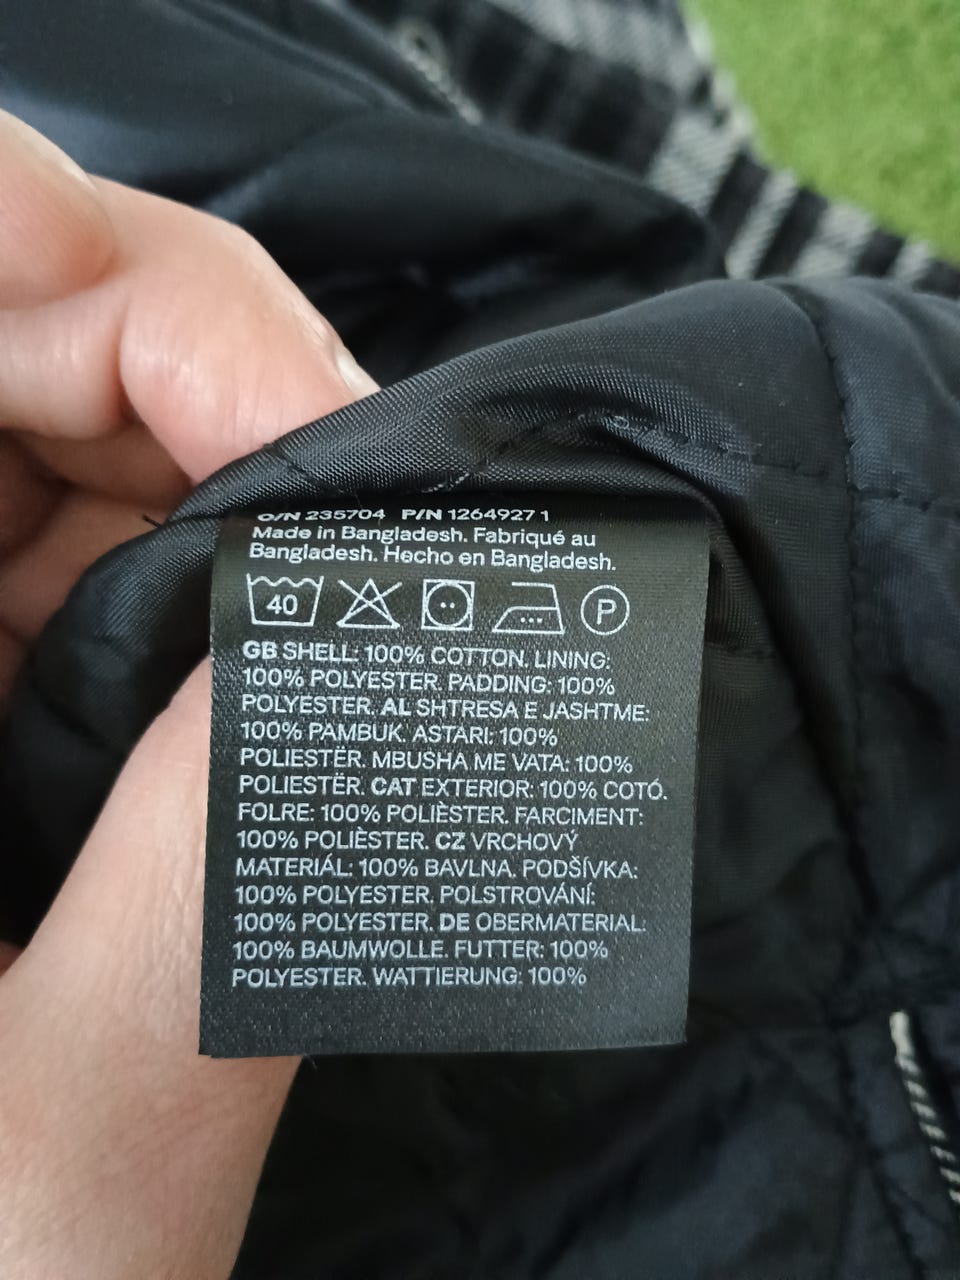 O/N 235704 P/N 1264927 1
Made in Bangladesh. Fabriqué au
Bangladesh. Hecho en Bangladesh.
40 P
GB SHELL: 100% COTTON. LINING:
100% POLYESTER. PADDING: 100%
POLYESTER. AL SHTRESA E JASHTME:
100% PAMBUK. ASTARI: 100%
POLIESTËR. MBUSHA ME VATA: 100%
POLIESTËR. CAT EXTERIOR: 100% COTÓ.
FOLRE: 100% POLIÈSTER. FARCIMENT:
100% POLIÈSTER. CZ VRCHOVÝ
MATERIÁL: 100% BAVLNA. PODŠÍVKA:
100% POLYESTER. POLSTROVÁNÍ:
100% POLYESTER. DE OBERMATERIAL:
100% BAUMWOLLE. FUTTER: 100%
POLYESTER. WATTIERUNG: 100%